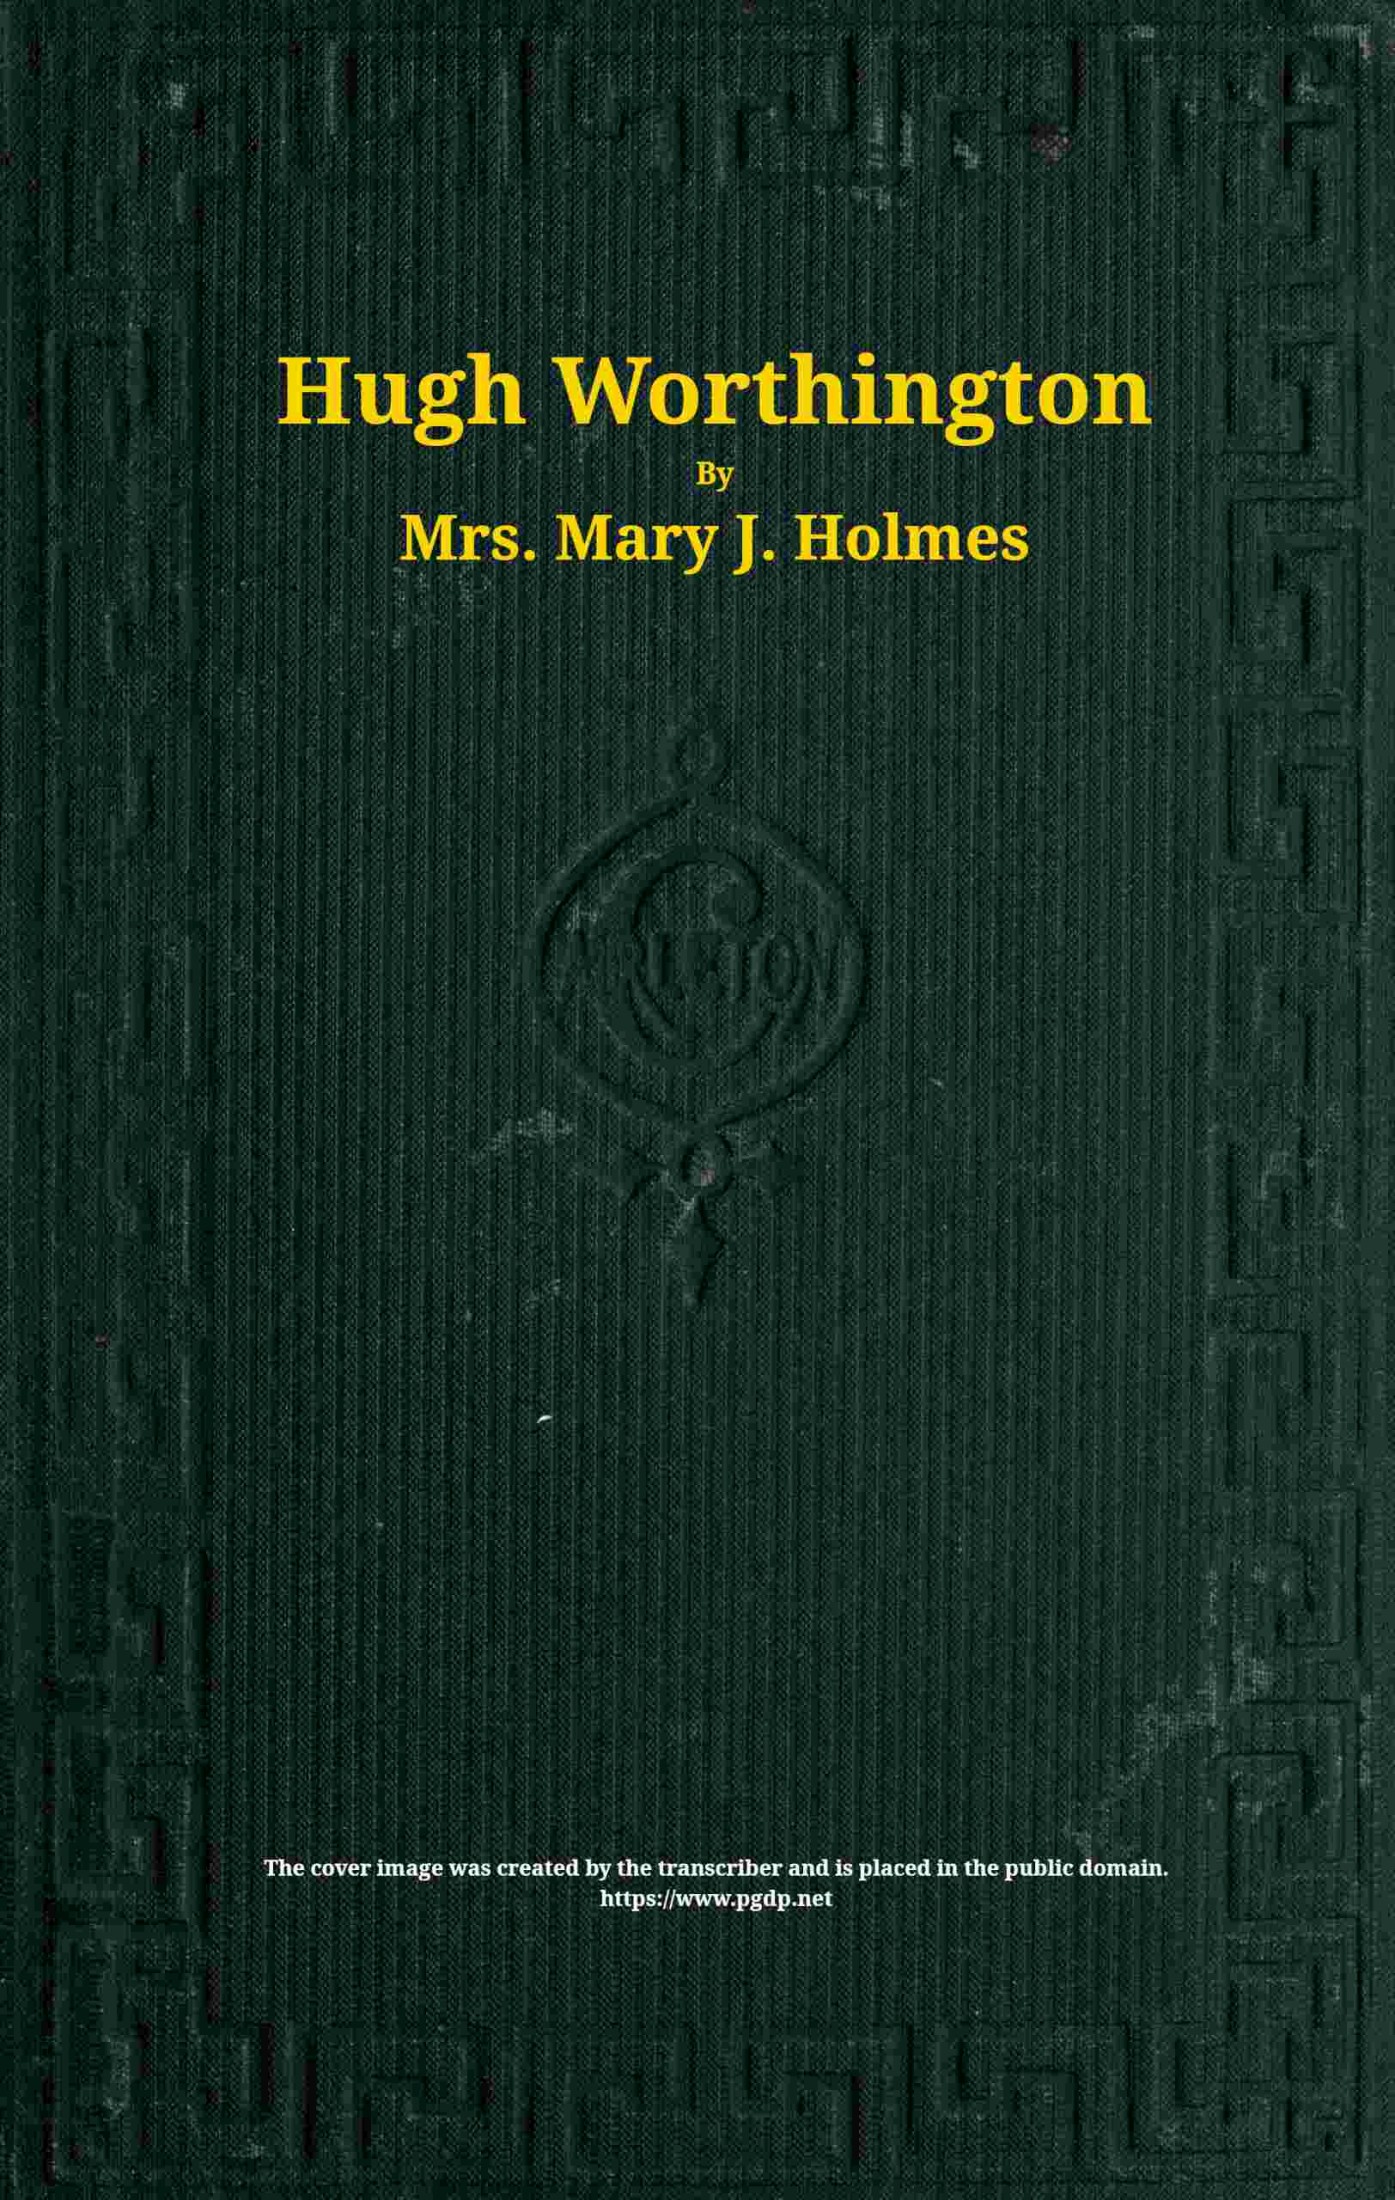 Hugh Worthington
By
Mrs. Mary J. Holmes
CARLETON
The cover image was created by the transcriber and is placed in the public domain.
https://www.pgdp.net